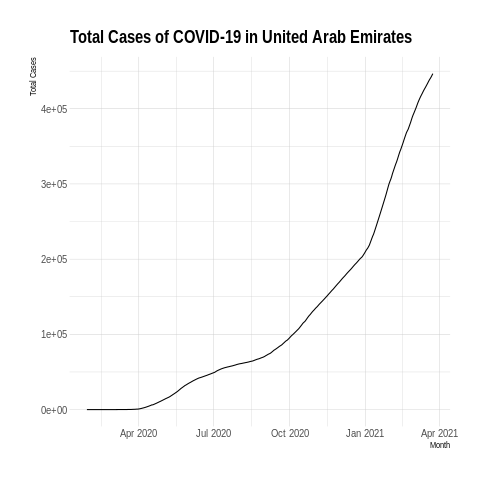 Total Cases of COVID-19 in United Arab Emirates
Total Cases
4e+05
3e+05
2e+05
1e+05
0e+00
Apr 2020 Jul 2020 Oct 2020 Jan 2021 Apr 2021
Month